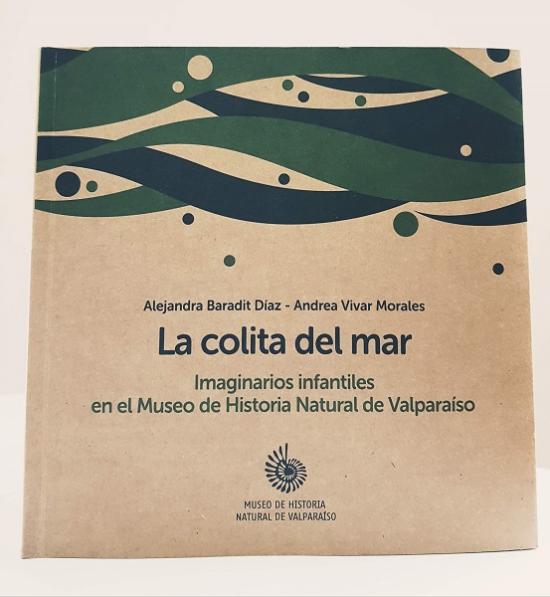 Alejandra Baradit Díaz - Andrea Vivar Morales
La colita del mar
Imaginarios infantiles
en el Museo de Historia Natural de Valparaíso
MUSEO DE HISTORIA
NATURAL DE VALPARAÍSO